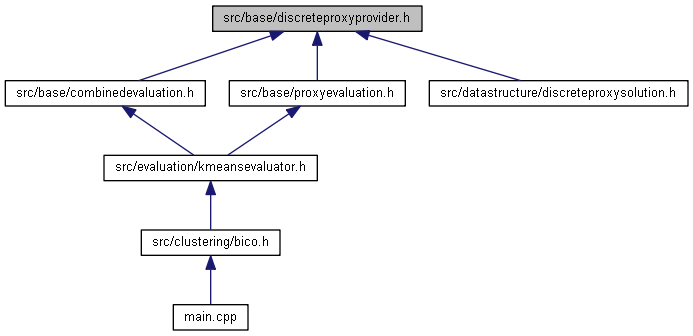 src/base/discreteproxyprovider.h
src/base/combinedevaluation.h
src/base/proxyevaluation.h
src/datastructure/discreteproxysolution.h
src/evaluation/kmeansevaluator.h
src/clustering/bico.h
main.cpp